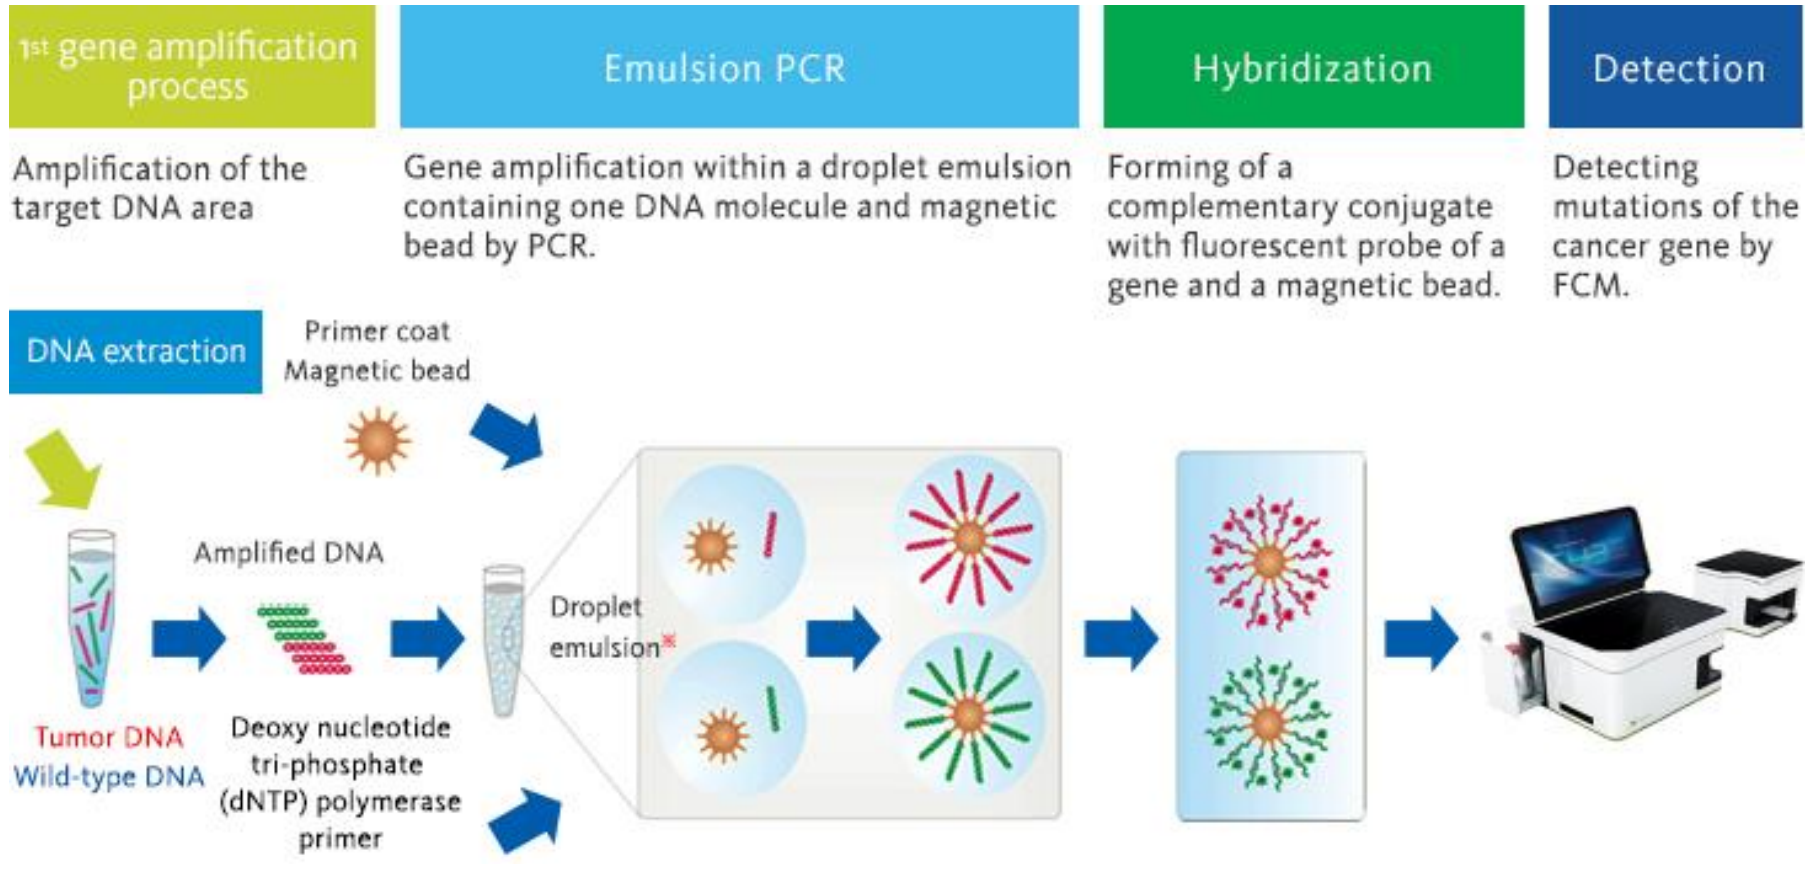 1st gene amplification
process
Emulsion PCR
Hybridization
Detection
Amplification of the
target DNA area
Gene amplification within a droplet emulsion
containing one DNA molecule and magnetic
bead by PCR.
Forming of a
complementary conjugate
with fluorescent probe of a
gene and a magnetic bead.
Detecting
mutations of the
cancer gene by
FCM.
DNA extraction
Primer coat
Magnetic bead
Amplified DNA
Droplet
emulsion※
Tumor DNA
Wild-type DNA
Deoxy nucleotide
tri-phosphate
(dNTP) polymerase
primer